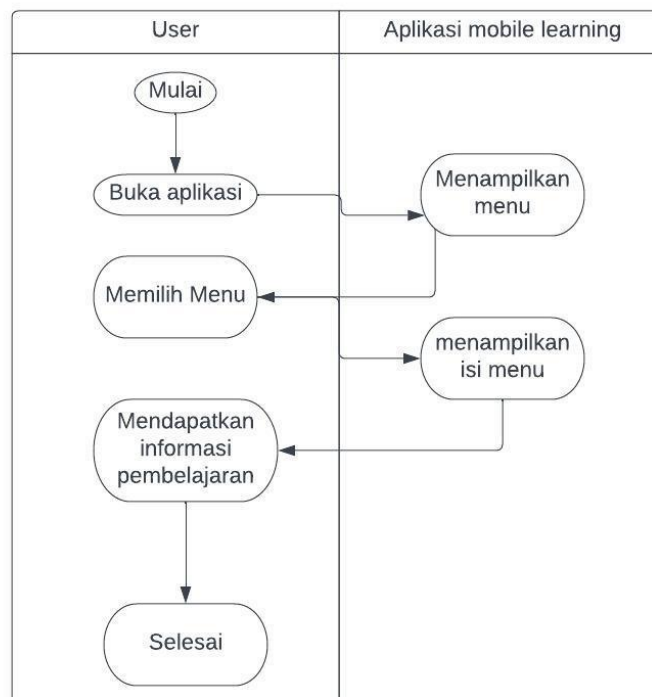 User
Aplikasi mobile learning
Mulai
Buka aplikasi
Menampilkan
menu
Memilih Menu
menampilkan
isi menu
Mendapatkan
informasi
pembelajaran
Selesai